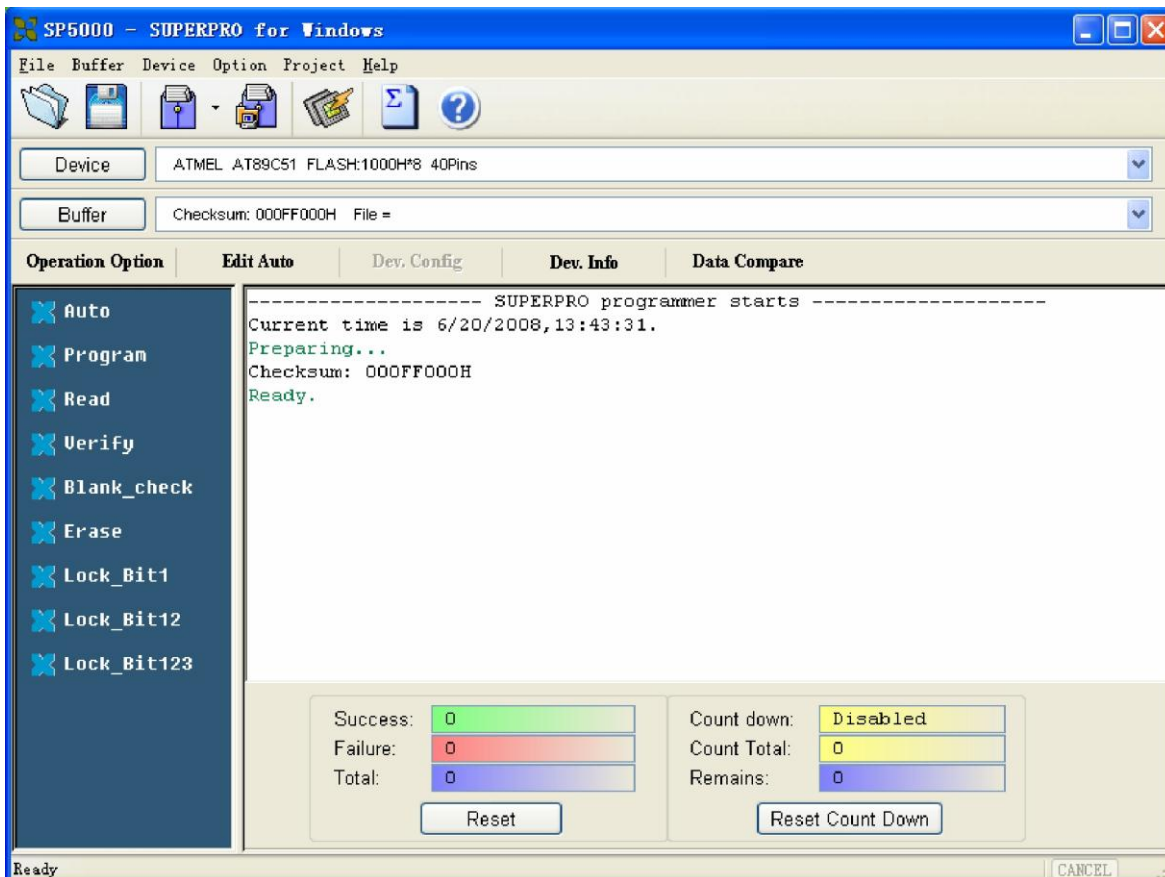 SP5000 - SUPERPRO for Windows
File Buffer Device Option Project Help
Σ ?
Device ATMEL AT89C51 FLASH:1000H*8 40Pins
Buffer Checksum: 000FF000H File =
Operation Option Edit Auto Dev. Config Dev. Info Data Compare
Auto
Program
Read
Verify
Blank_check
Erase
Lock_Bit1
Lock_Bit12
Lock_Bit123
------------------- SUPERPRO programmer starts -------------------
Current time is 6/20/2008,13:43:31.
Preparing...
Checksum: 000FF000H
Ready.
Success: 0
Failure: 0
Total: 0
Reset
Count down: Disabled
Count Total: 0
Remains: 0
Reset Count Down
Ready CANCEL